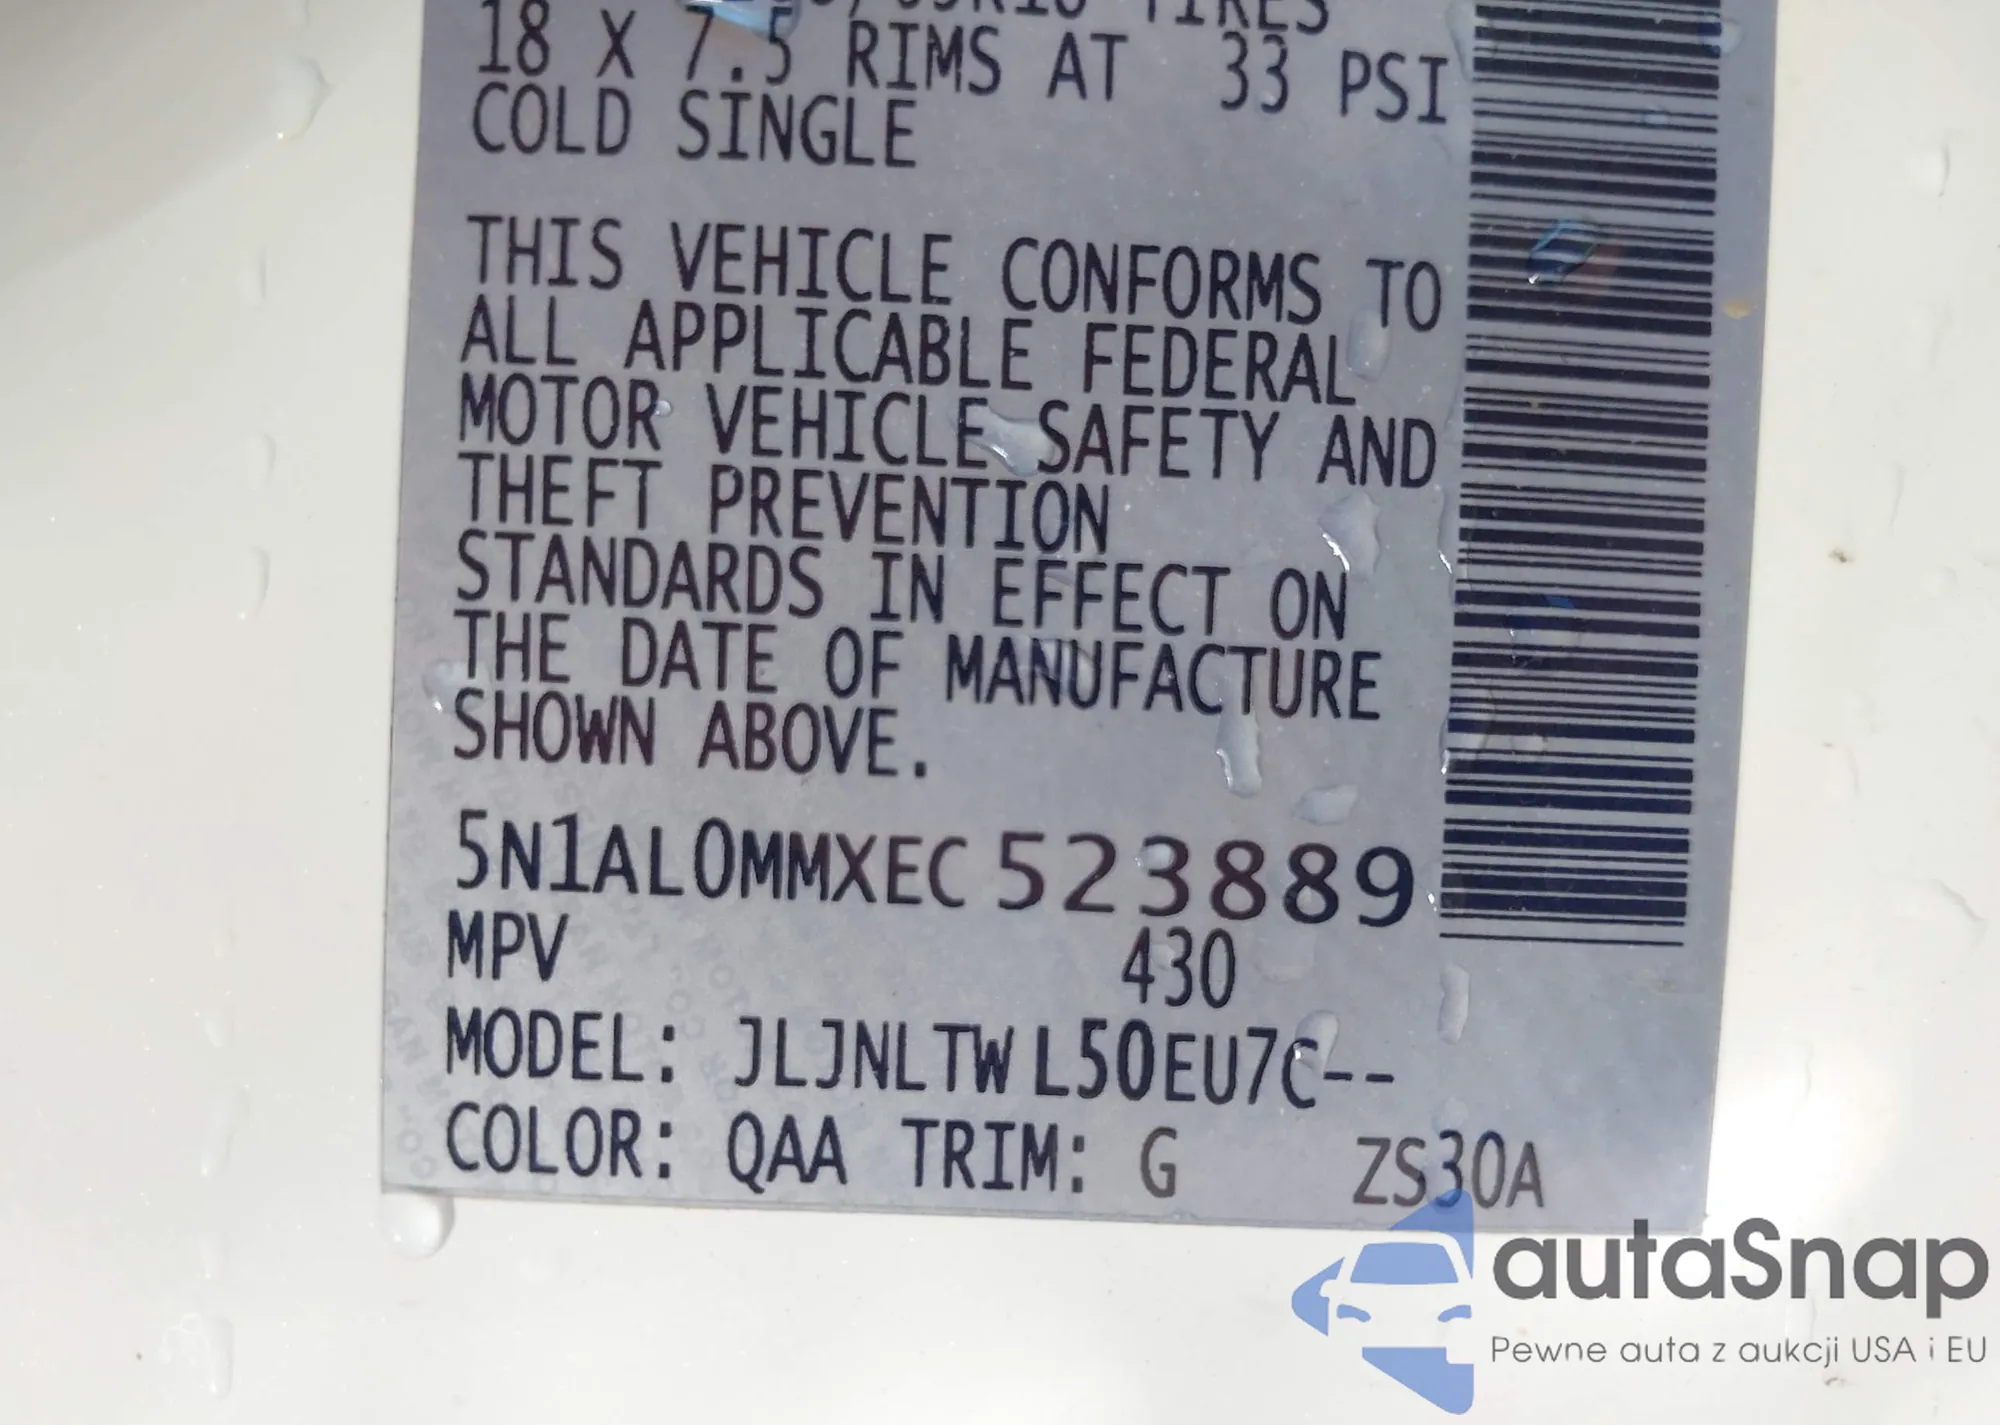 18 X 7.5 RIMS AT 33 PSI
COLD SINGLE
THIS VEHICLE CONFORMS TO
ALL APPLICABLE FEDERAL
MOTOR VEHICLE SAFETY AND
THEFT PREVENTION
STANDARDS IN EFFECT ON
THE DATE OF MANUFACTURE
SHOWN ABOVE.
5N1AL0MMXEC523889
MPV 430
MODEL: JLJNLTWL50EU7C--
COLOR: QAA TRIM: G ZS30A
autaSnap
Pewne auta z aukcji USA i EU